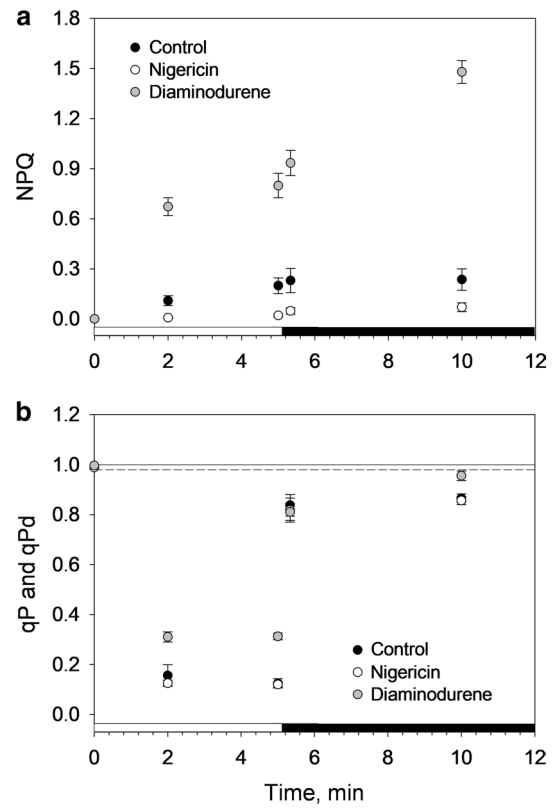 a
1.8
Control
Nigericin
Diaminodurene
1.5
1.2
0.9
0.6
0.3
0.0
NPQ
0 2 4 6 8 10 12
b
1.2
1.0
0.8
0.6
0.4
0.2
0.0
qP and qPd
Control
Nigericin
Diaminodurene
0 2 4 6 8 10 12
Time, min